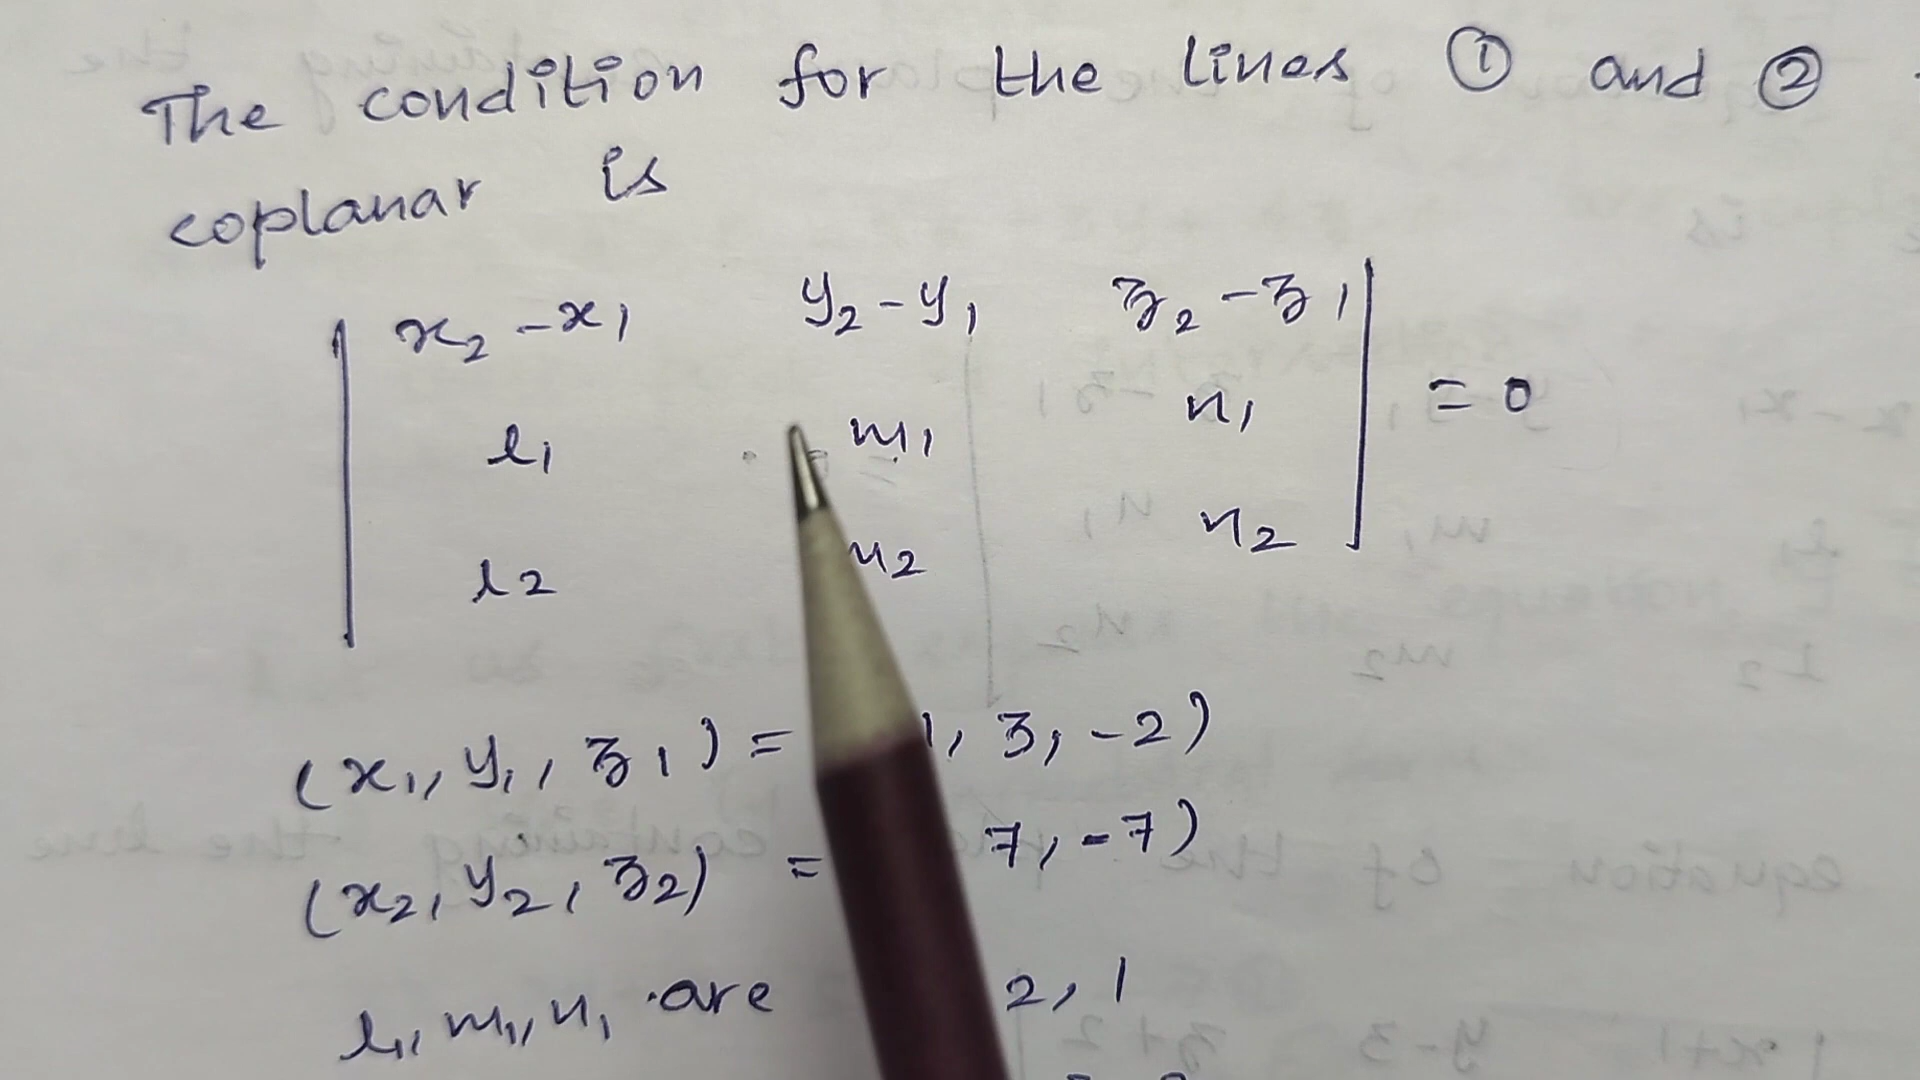 The condition for the lines ① and ②
coplanar is
| x₂ - x₁ y₂ - y₁ z₂ - z₁ |
| l₁ m₁ n₁ | = 0
| l₂ n₂ |
(x₁, y₁, z₁) = 1, 3, -2)
(x₂, y₂, z₂) = 7, -7)
l₁, m₁, n₁ are 2, 1